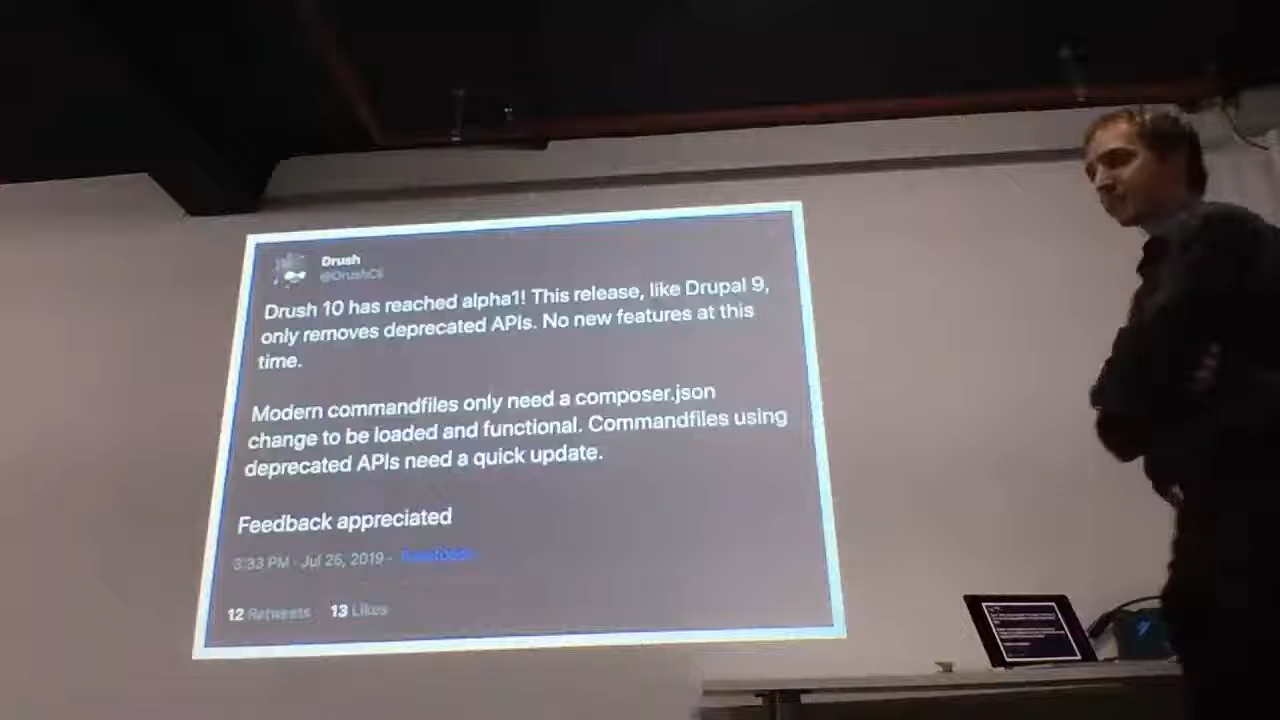 Drush
@DrushCli
Drush 10 has reached alpha1! This release, like Drupal 9,
only removes deprecated APIs. No new features at this
time.
Modern commandfiles only need a composer.json
change to be loaded and functional. Commandfiles using
deprecated APIs need a quick update.
Feedback appreciated
3:33 PM · Jul 26, 2019 ·
12 Retweets 13 Likes